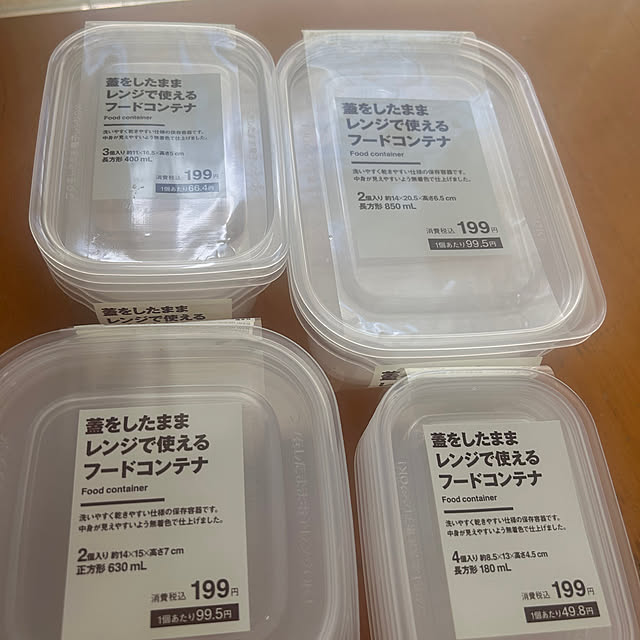 蓋をしたまま
レンジで使える
フードコンテナ
Food container
洗いやすく乾きやすい仕様の保存容器です。
中身が見えやすいよう無着色で仕上げました。
3個入り 約11×16.5×高さ5cm
長方形 400 mL
消費税込 199円
1個あたり66.4円
蓋をしたまま
レンジで使える
蓋をしたまま
レンジで使える
フードコンテナ
Food container
洗いやすく乾きやすい仕様の保存容器です。
中身が見えやすいよう無着色で仕上げました。
2個入り 約14×20.5×高さ6.5cm
長方形 850 mL
消費税込 199円
1個あたり99.5円
蓋をしたまま
レンジで使える
フードコンテナ
Food container
洗いやすく乾きやすい仕様の保存容器です。
中身が見えやすいよう無着色で仕上げました。
2個入り 約14×15×高さ7cm
正方形 630 mL
消費税込 199円
1個あたり99.5円
蓋をしたまま
レンジで使える
フードコンテナ
Food container
洗いやすく乾きやすい仕様の保存容器です。
中身が見えやすいよう無着色で仕上げました。
4個入り 約8.5×13×高さ4.5cm
長方形 180 mL
消費税込 199円
1個あたり49.8円